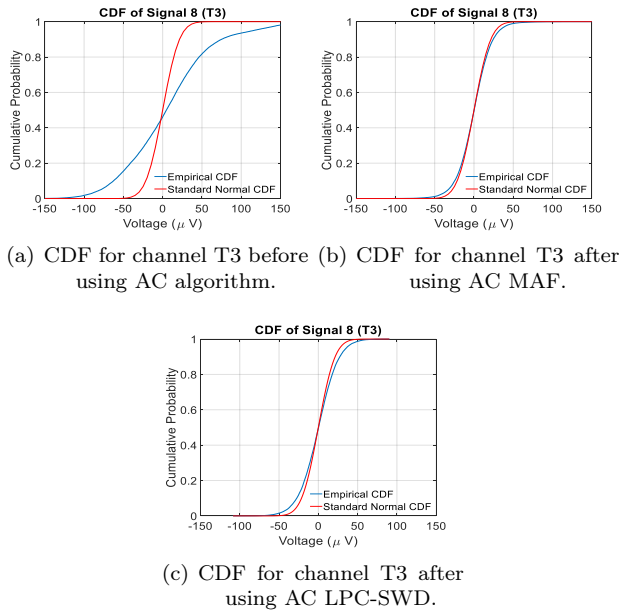 CDF of Signal 8 (T3)
Cumulative Probability
1
0.8
0.6
0.4
0.2
0
-150 -100 -50 0 50 100 150
Voltage (μ V)
Empirical CDF
Standard Normal CDF
CDF of Signal 8 (T3)
Cumulative Probability
1
0.8
0.6
0.4
0.2
0
-150 -100 -50 0 50 100 150
Voltage (μ V)
Empirical CDF
Standard Normal CDF
(a) CDF for channel T3 before
using AC algorithm.
(b) CDF for channel T3 after
using AC MAF.
CDF of Signal 8 (T3)
Cumulative Probability
1
0.8
0.6
0.4
0.2
0
-150 -100 -50 0 50 100 150
Voltage (μ V)
Empirical CDF
Standard Normal CDF
(c) CDF for channel T3 after
using AC LPC-SWD.